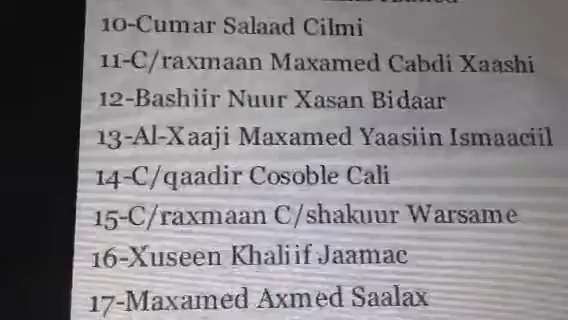 10-Cumar Salaad Cilmi
11-C/raxmaan Maxamed Cabdi Xaashi
12-Bashiir Nuur Xasan Bidaar
13-Al-Xaaji Maxamed Yaasiin Ismaaciil
14-C/qaadir Cosoble Cali
15-C/raxmaan C/shakuur Warsame
16-Xuseen Khaliif Jaamac
17-Maxamed Axmed Saalax